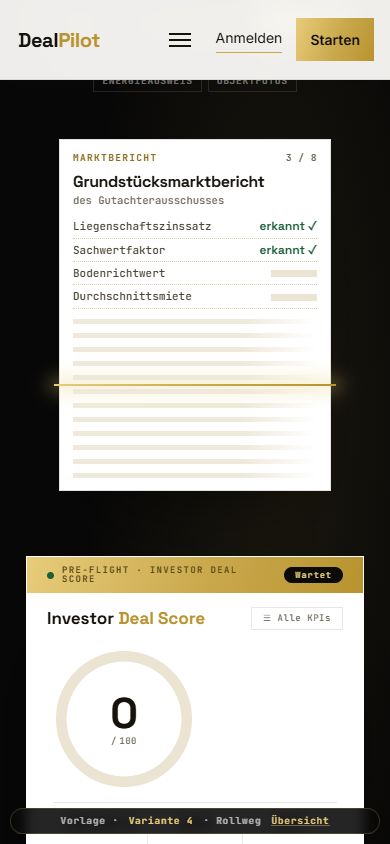 DealPilot
Anmelden
Starten
ENERGIEAUSWEIS
OBJEKTFOTOS
MARKTBERICHT
3 / 8
Grundstücksmarktbericht
des Gutachterausschusses
Liegenschaftszinssatz
erkannt ✓
Sachwertfaktor
erkannt ✓
Bodenrichtwert
Durchschnittsmiete
PRE-FLIGHT · INVESTOR DEAL
SCORE
Wartet
Investor Deal Score
☰ Alle KPIs
0
/ 100
Vorlage · Variante 4 · Rollweg Übersicht